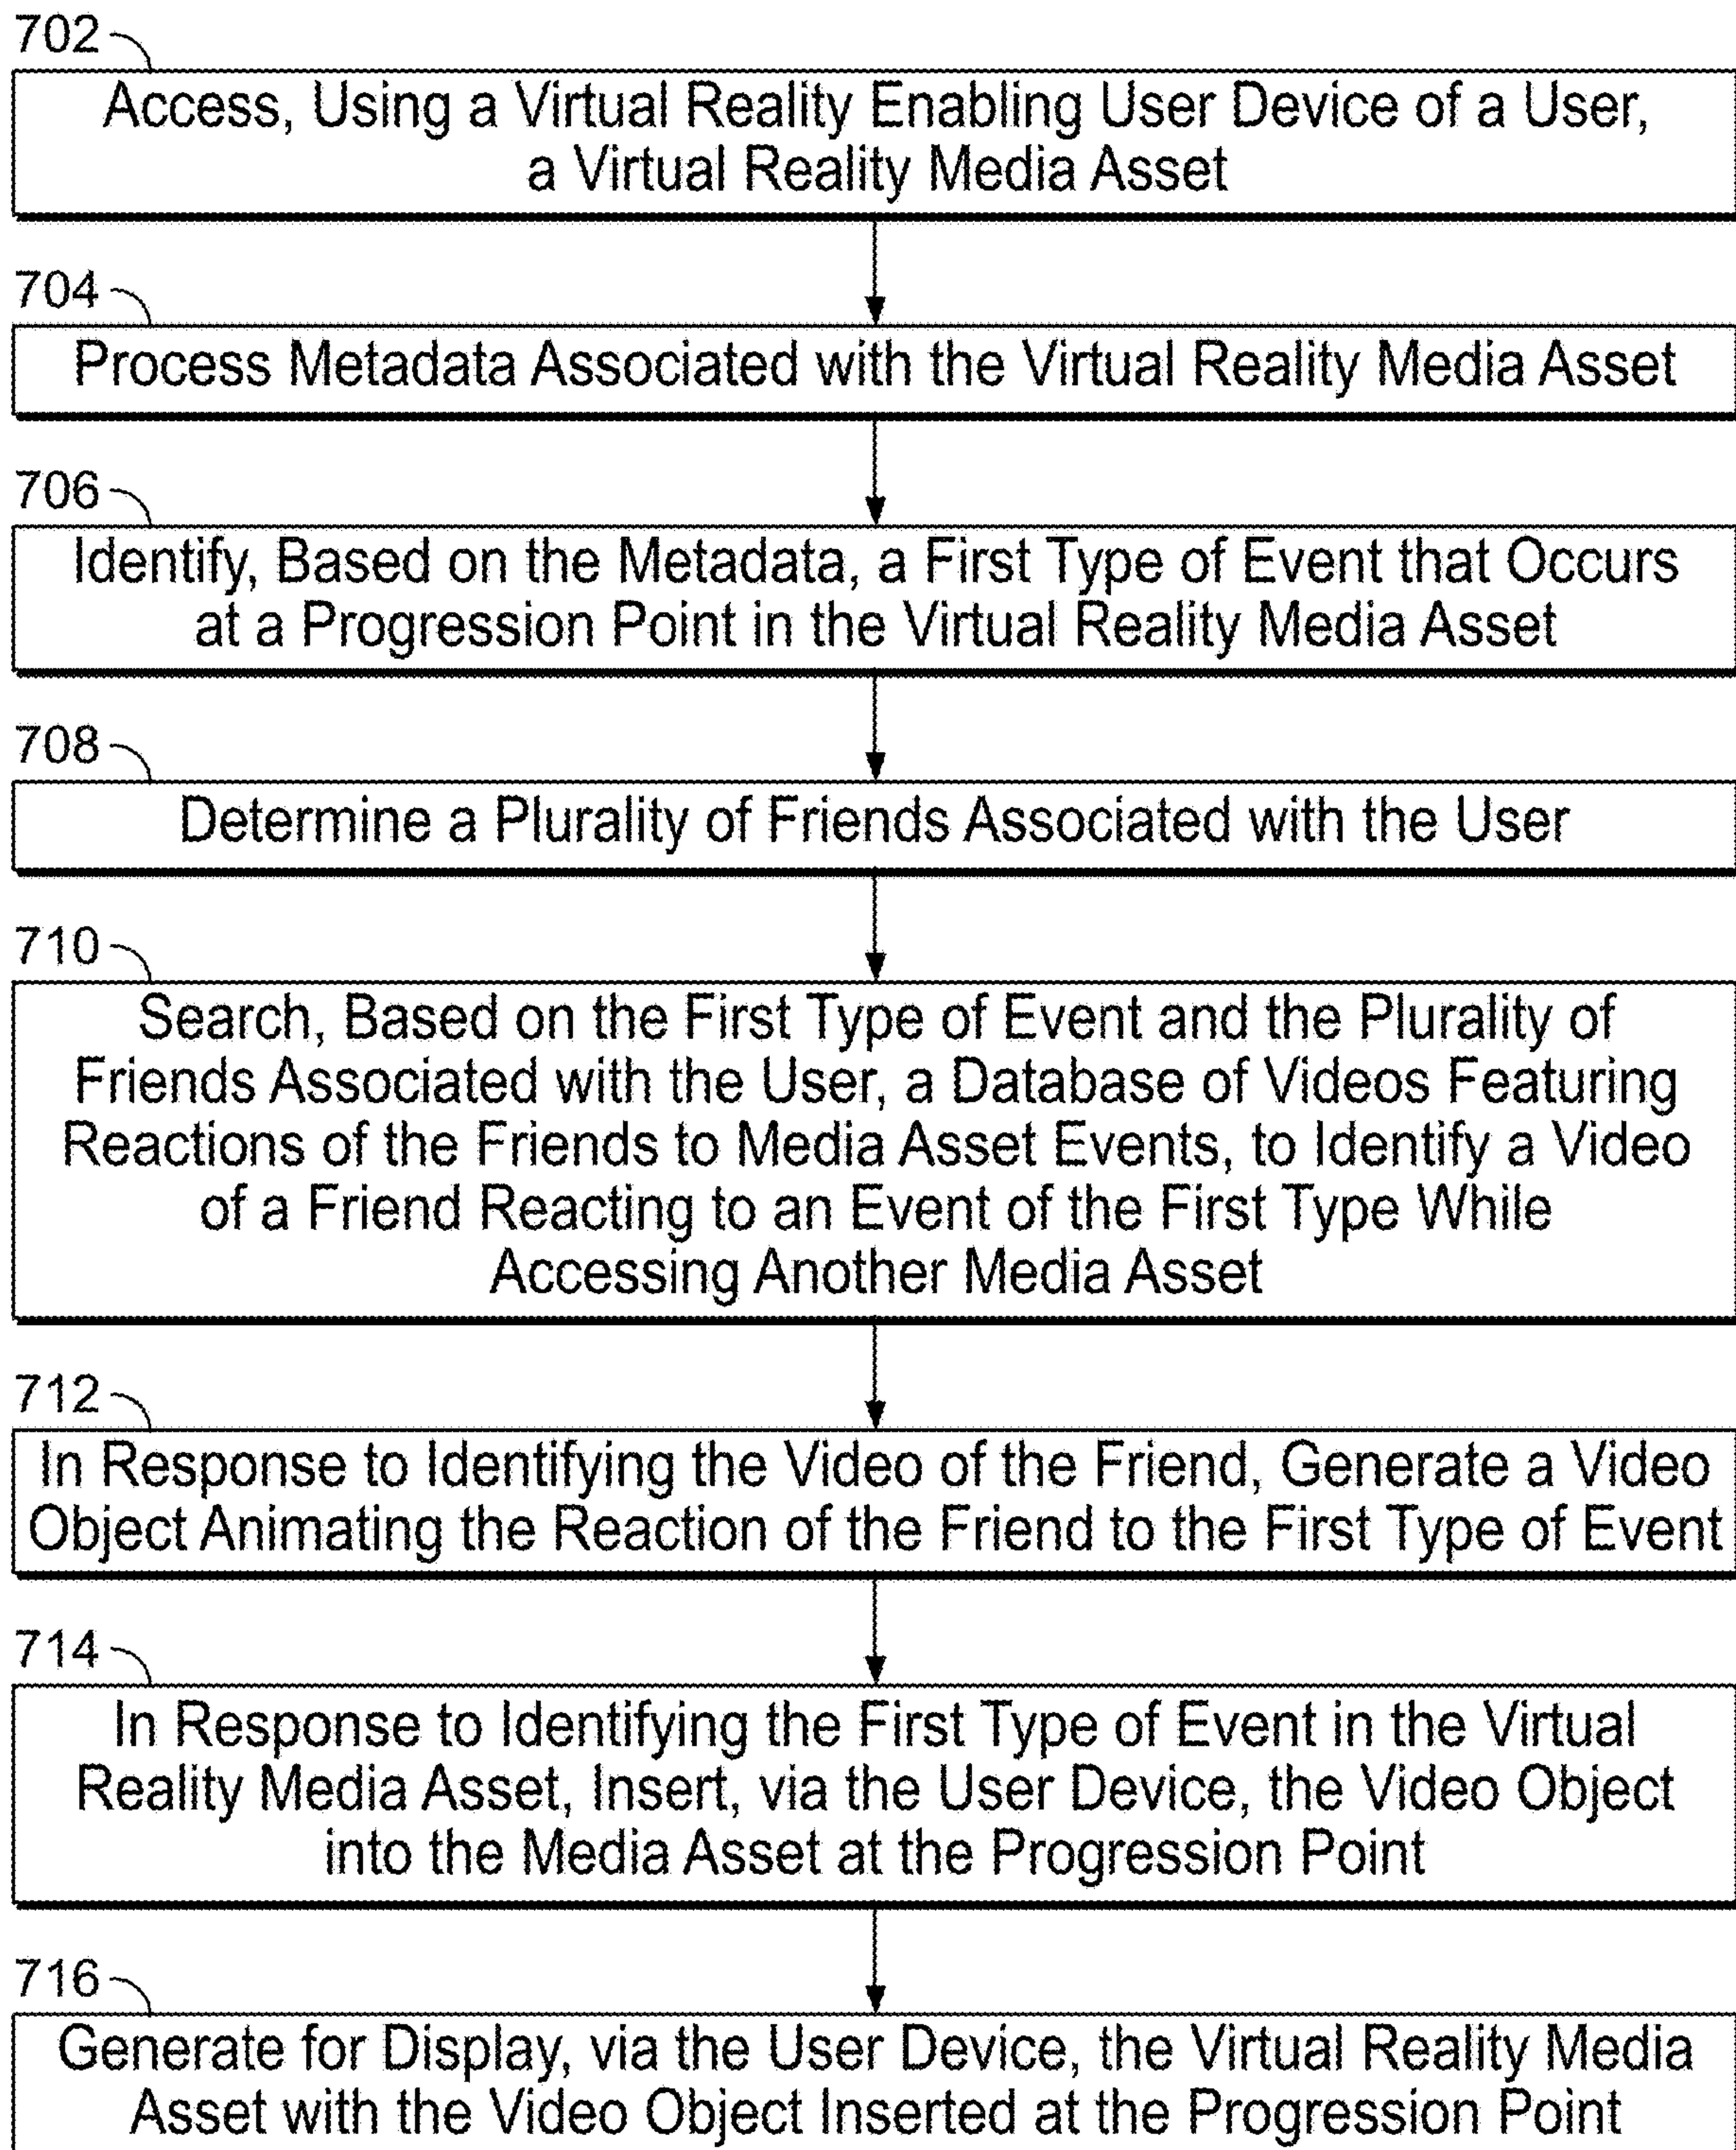 702
Access, Using a Virtual Reality Enabling User Device of a User,
a Virtual Reality Media Asset
704
Process Metadata Associated with the Virtual Reality Media Asset
706
Identify, Based on the Metadata, a First Type of Event that Occurs
at a Progression Point in the Virtual Reality Media Asset
708
Determine a Plurality of Friends Associated with the User
710
Search, Based on the First Type of Event and the Plurality of
Friends Associated with the User, a Database of Videos Featuring
Reactions of the Friends to Media Asset Events, to Identify a Video
of a Friend Reacting to an Event of the First Type While
Accessing Another Media Asset
712
In Response to Identifying the Video of the Friend, Generate a Video
Object Animating the Reaction of the Friend to the First Type of Event
714
In Response to Identifying the First Type of Event in the Virtual
Reality Media Asset, Insert, via the User Device, the Video Object
into the Media Asset at the Progression Point
716
Generate for Display, via the User Device, the Virtual Reality Media
Asset with the Video Object Inserted at the Progression Point